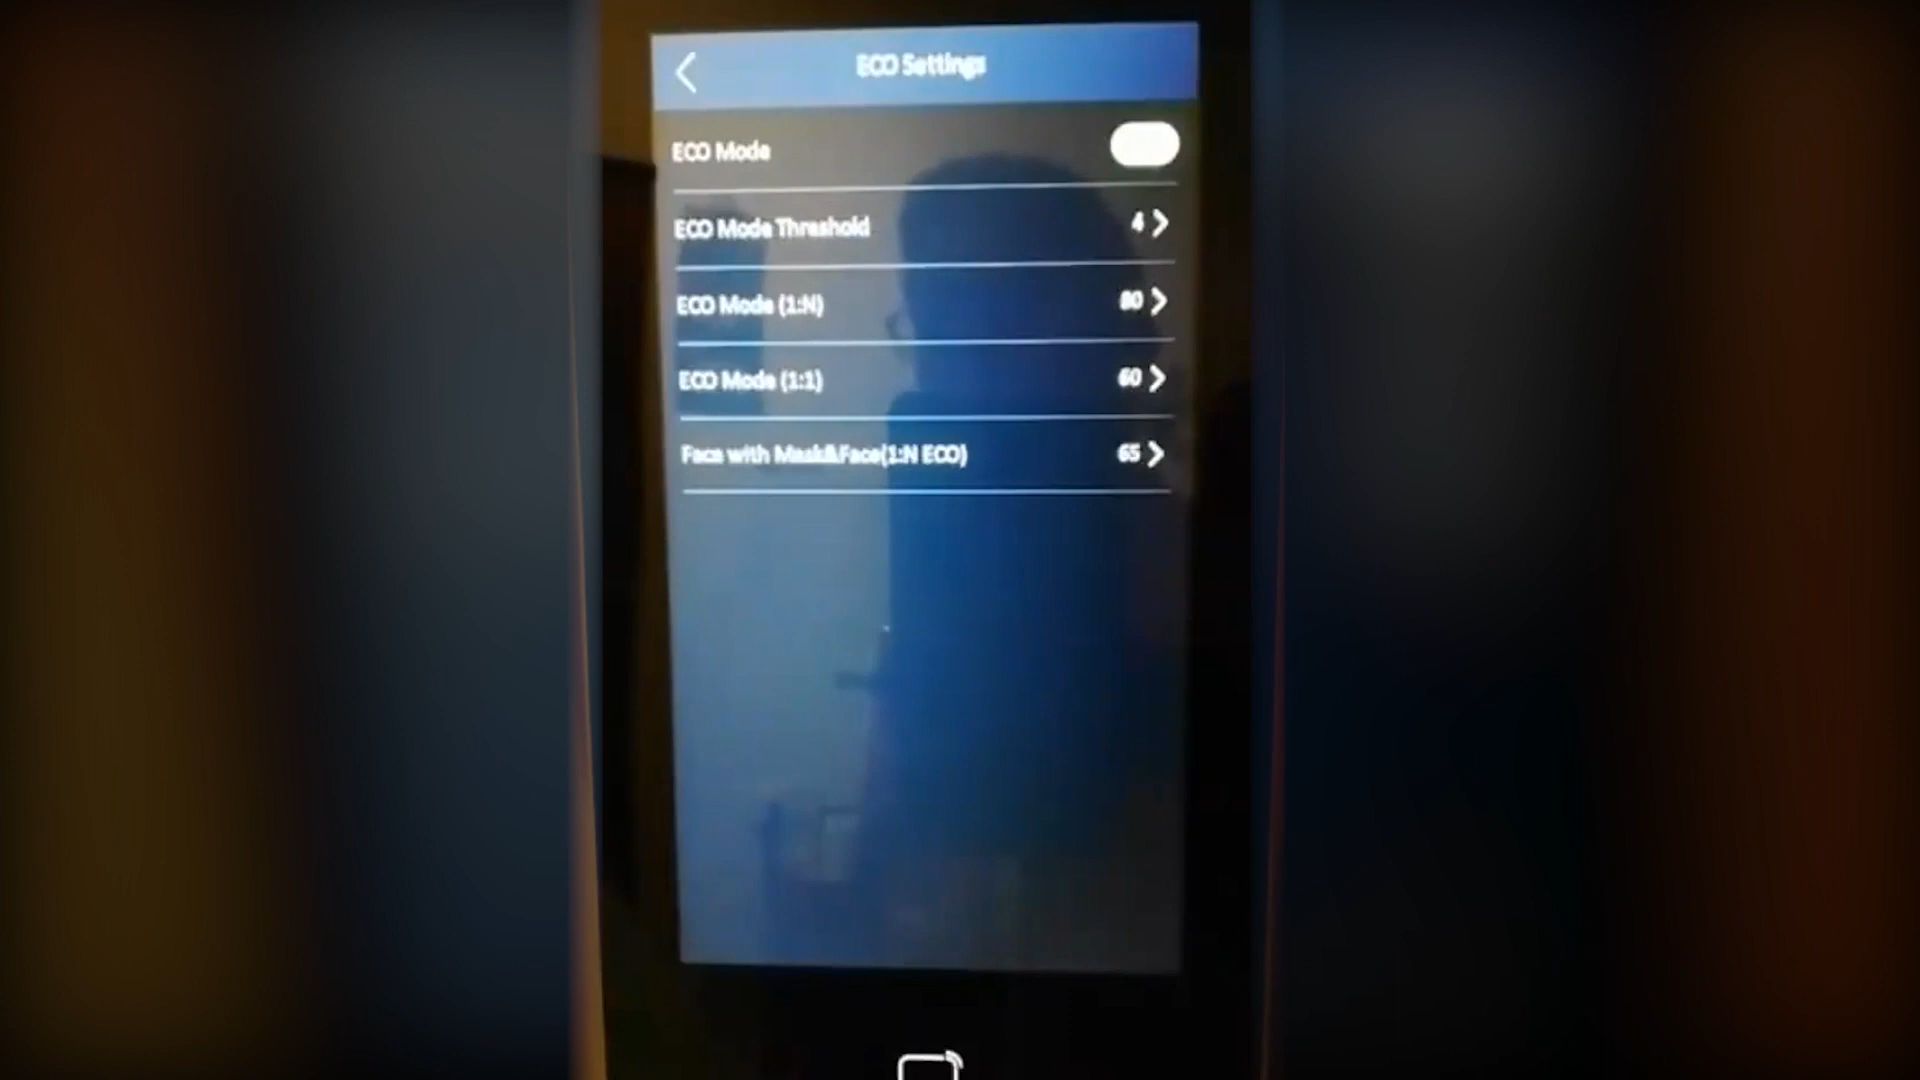 ECO Settings
ECO Mode
ECO Mode Threshold 4
ECO Mode (1:N) 80
ECO Mode (1:1) 60
Face with Mask&Face(1:N ECO) 65